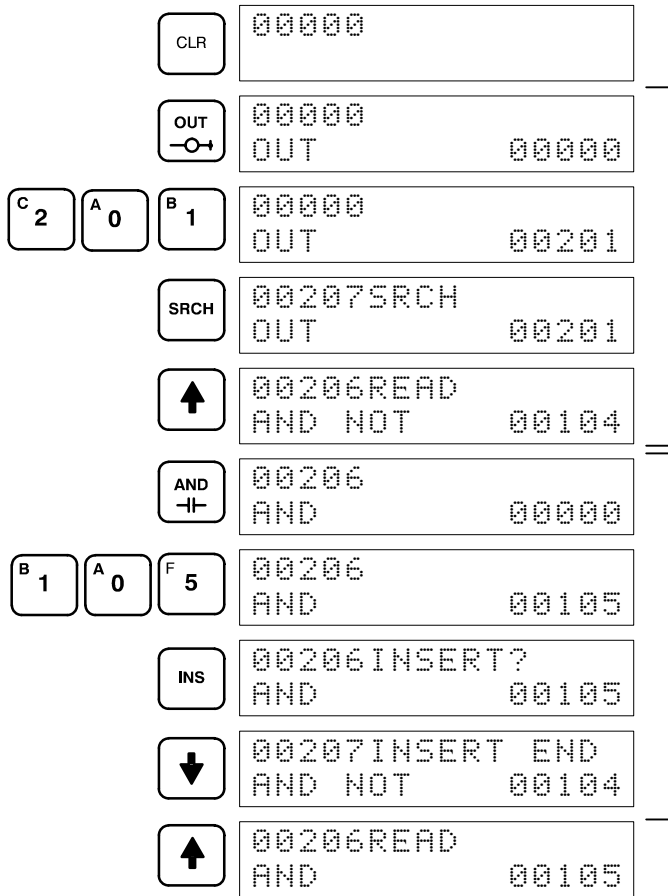 CLR
00000
OUT
00000
OUT 00000
C 2 A 0 B 1
00000
OUT 00201
SRCH
00207SRCH
OUT 00201
00206READ
AND NOT 00104
AND
00206
AND 00000
B 1 A 0 F 5
00206
AND 00105
INS
00206INSERT?
AND 00105
00207INSERT END
AND NOT 00104
00206READ
AND 00105